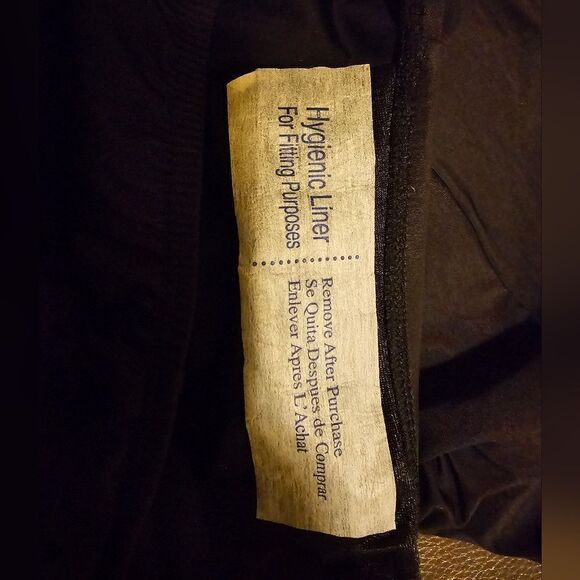 Hygienic Liner
For Fitting Purposes
Remove After Purchase
Se Quita Despues de Comprar
Enlever Apres L' Achat